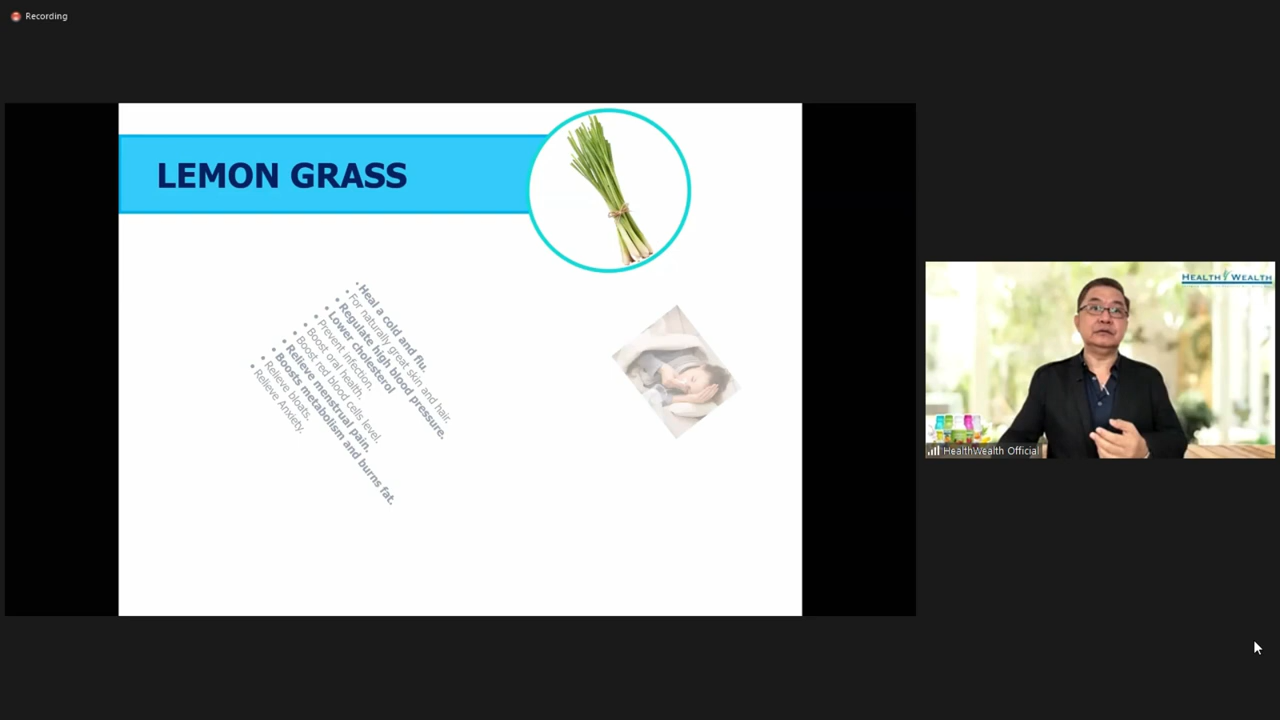 Recording
LEMON GRASS
• Heal a cold and flu.
• For naturally great skin and hair.
• Regulate high blood pressure.
• Lower cholesterol
• Prevent infection.
• Boost oral health.
• Boost red blood cells level.
• Relieve menstrual pain.
• Boosts metabolism and burns fat.
• Relieve bloats.
• Relieve Anxiety.
HEALTH WEALTH
HealthWealth Official